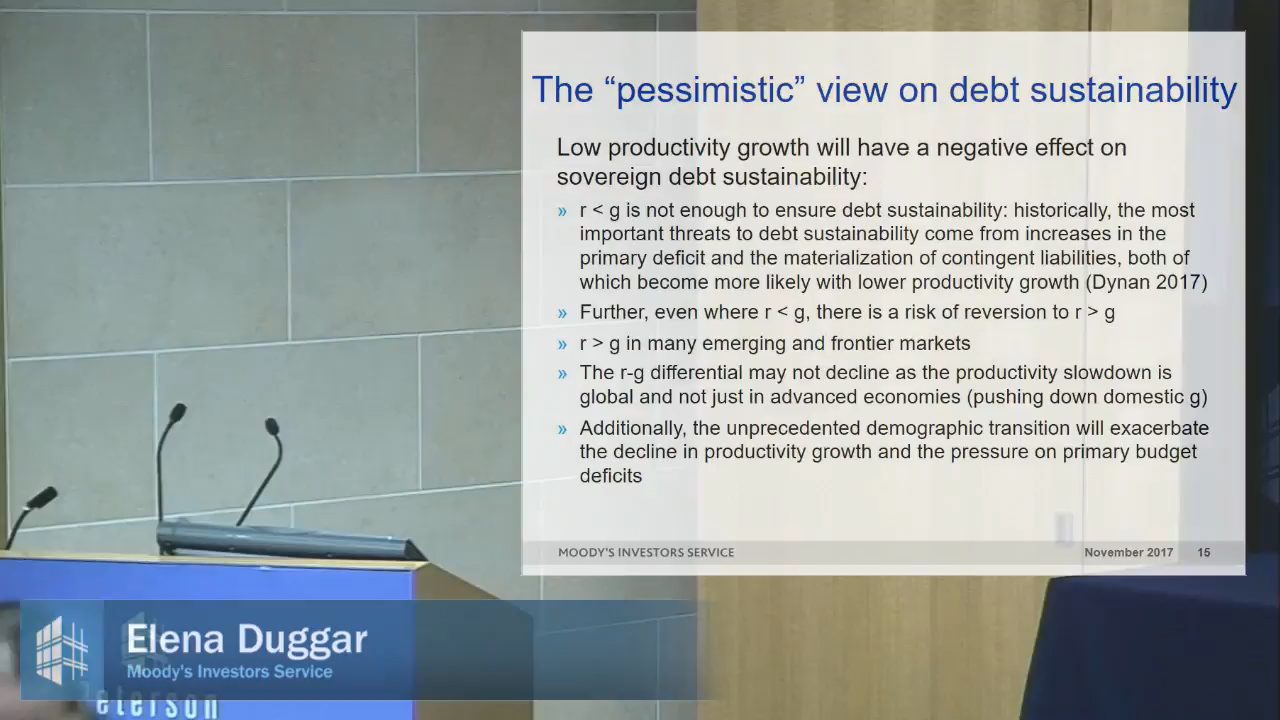 The “pessimistic” view on debt sustainability
Low productivity growth will have a negative effect on
sovereign debt sustainability:
» r < g is not enough to ensure debt sustainability: historically, the most
important threats to debt sustainability come from increases in the
primary deficit and the materialization of contingent liabilities, both of
which become more likely with lower productivity growth (Dynan 2017)
» Further, even where r < g, there is a risk of reversion to r > g
» r > g in many emerging and frontier markets
» The r-g differential may not decline as the productivity slowdown is
global and not just in advanced economies (pushing down domestic g)
» Additionally, the unprecedented demographic transition will exacerbate
the decline in productivity growth and the pressure on primary budget
deficits
MOODY'S INVESTORS SERVICE November 2017 15
Elena Duggar
Moody's Investors Service
Peterson